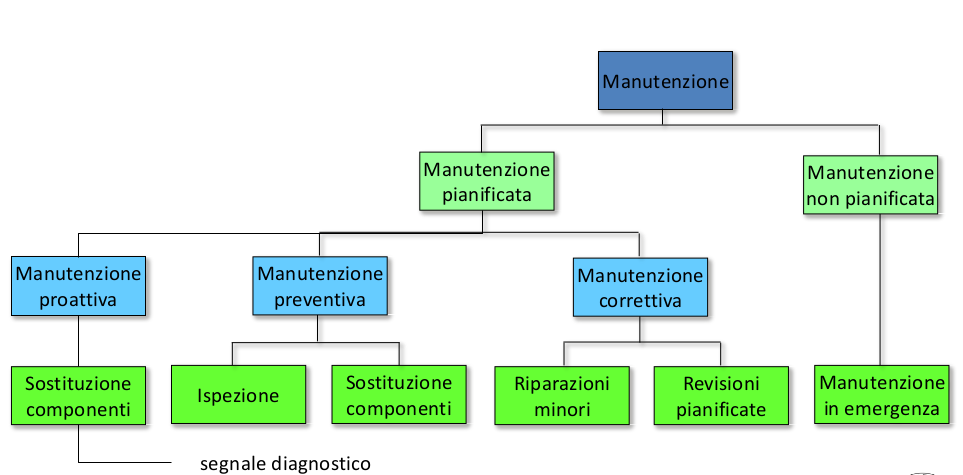 Manutenzione
Manutenzione
pianificata
Manutenzione
non pianificata
Manutenzione
proattiva
Manutenzione
preventiva
Manutenzione
correttiva
Sostituzione
componenti
Ispezione
Sostituzione
componenti
Riparazioni
minori
Revisioni
pianificate
Manutenzione
in emergenza
segnale diagnostico